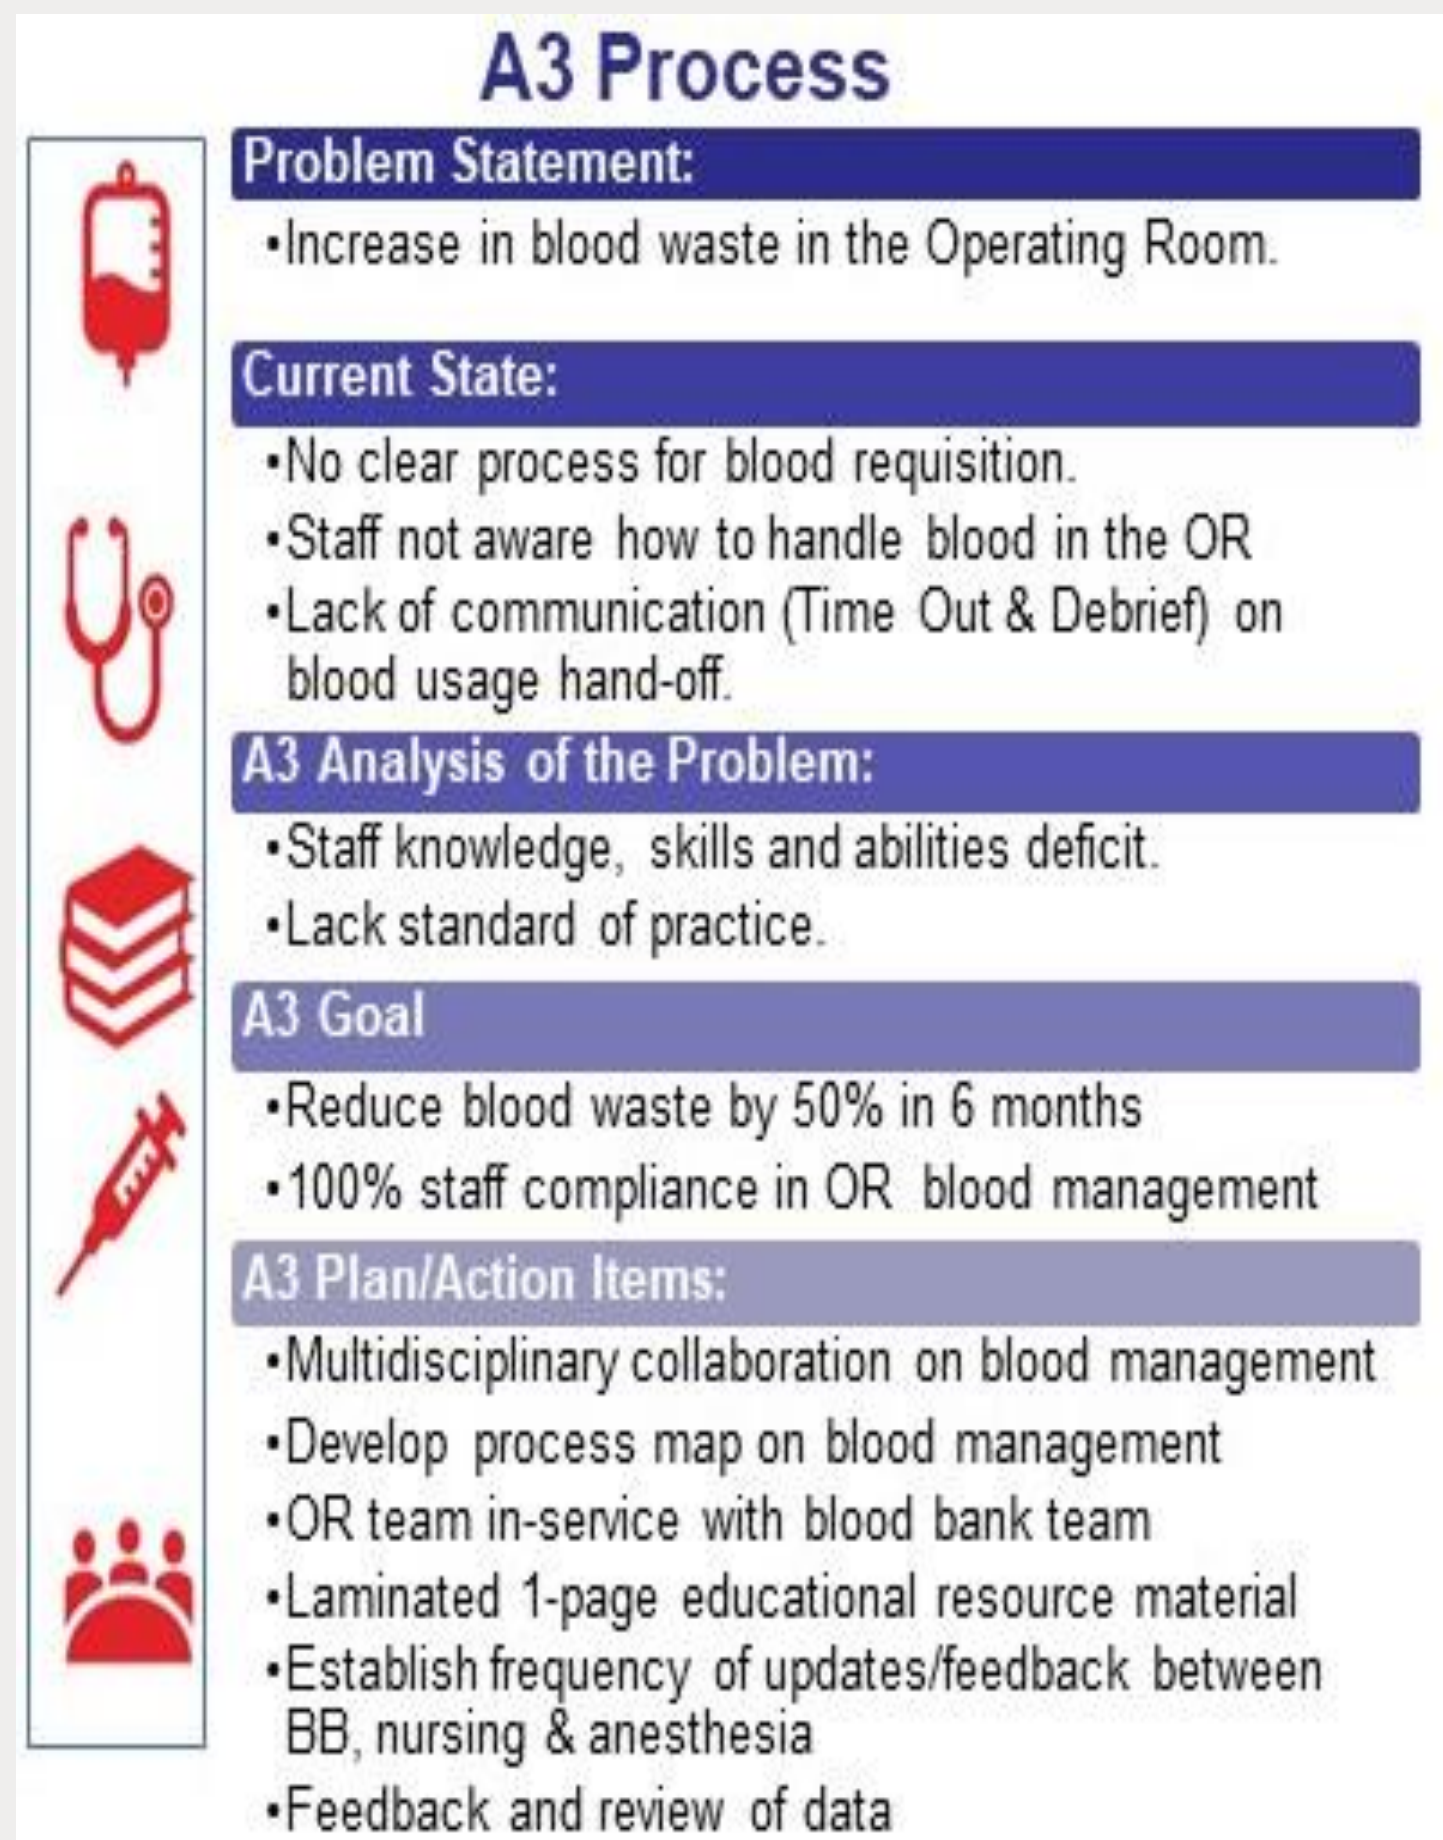 A3 Process
Problem Statement:
•Increase in blood waste in the Operating Room.
Current State:
•No clear process for blood requisition.
•Staff not aware how to handle blood in the OR
•Lack of communication (Time Out & Debrief) on
blood usage hand-off.
A3 Analysis of the Problem:
•Staff knowledge, skills and abilities deficit.
•Lack standard of practice.
A3 Goal
•Reduce blood waste by 50% in 6 months
•100% staff compliance in OR blood management
A3 Plan/Action Items:
•Multidisciplinary collaboration on blood management
•Develop process map on blood management
•OR team in-service with blood bank team
•Laminated 1-page educational resource material
•Establish frequency of updates/feedback between
BB, nursing & anesthesia
•Feedback and review of data